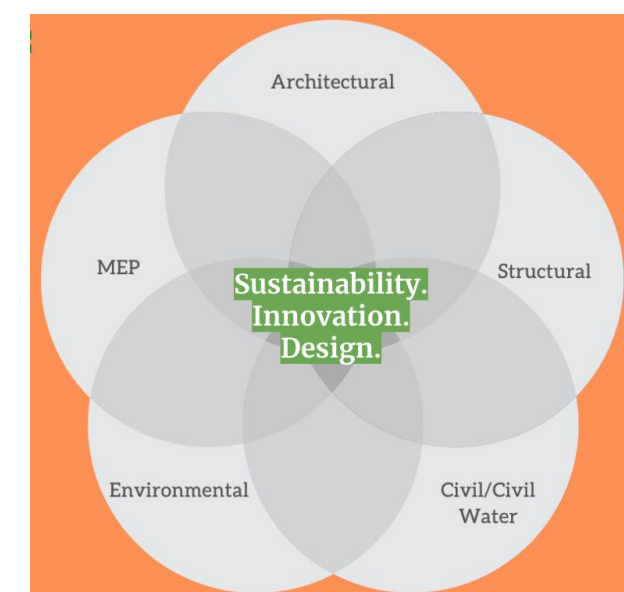 Architectural
MEP
Structural
Sustainability.
Innovation.
Design.
Environmental
Civil/Civil
Water